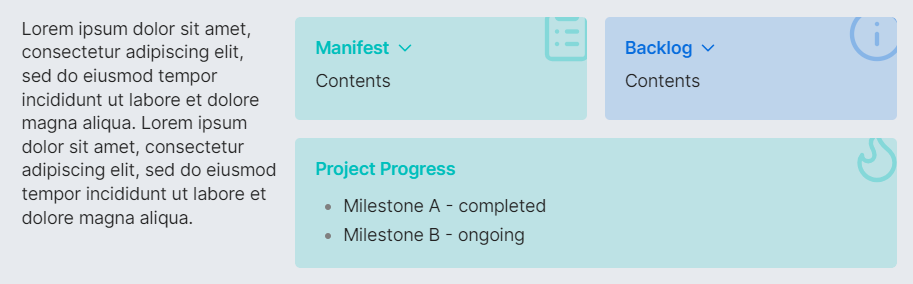 Lorem ipsum dolor sit amet,
consectetur adipiscing elit,
sed do eiusmod tempor
incididunt ut labore et dolore
magna aliqua. Lorem ipsum
dolor sit amet, consectetur
adipiscing elit, sed do eiusmod
tempor incididunt ut labore et
dolore magna aliqua.
Manifest
Contents
Backlog
Contents
Project Progress
Milestone A - completed
Milestone B - ongoing